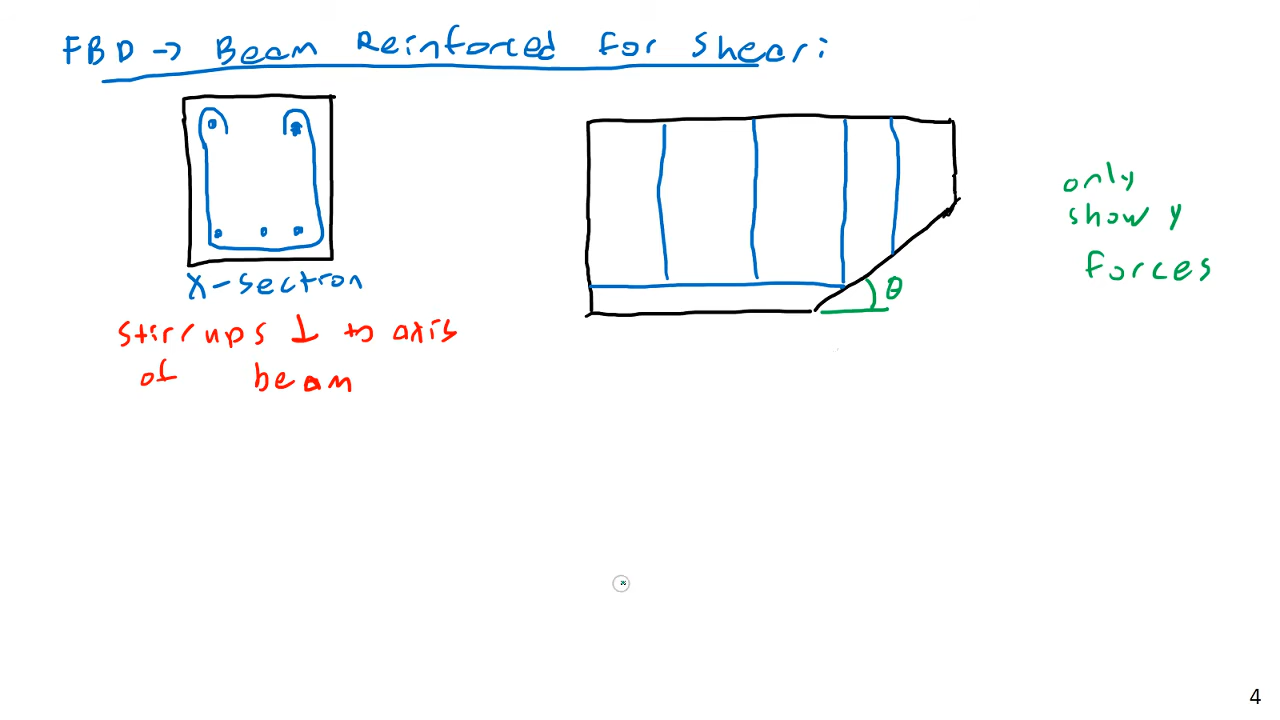 FBD → Beam Reinforced for Shear:
X-section
Stirrups ⊥ to axis
of beam
only
show y
forces
θ
4